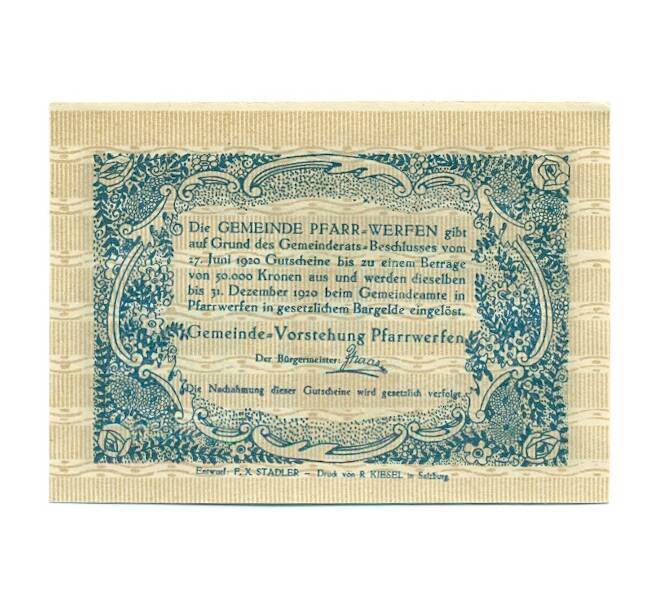 Die GEMEINDE PFARR-WERFEN gibt
auf Grund des Gemeinderats-Beschlusses vom
27. Juni 1920 Gutscheine bis zu einem Betrage
von 50.000 Kronen aus und werden dieselben
bis 31. Dezember 1920 beim Gemeindeamte in
Pfarrwerfen in gesetzlichem Bargelde eingelöst.
Gemeinde-Vorstehung Pfarrwerfen
Der Bürgermeister:
Die Nachahmung dieser Gutscheine wird gesetzlich verfolgt.
Entwurf: F. X. STADLER – Druck von R. KIESEL in Salzburg.